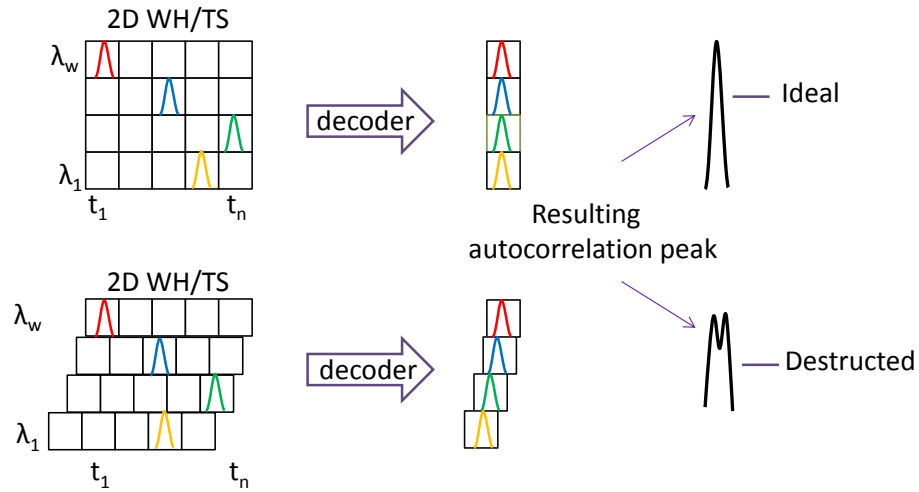 2D WH/TS
λw
λ1
t1
tn
decoder
Ideal
Resulting
autocorrelation peak
2D WH/TS
λw
λ1
t1
tn
decoder
Destructed